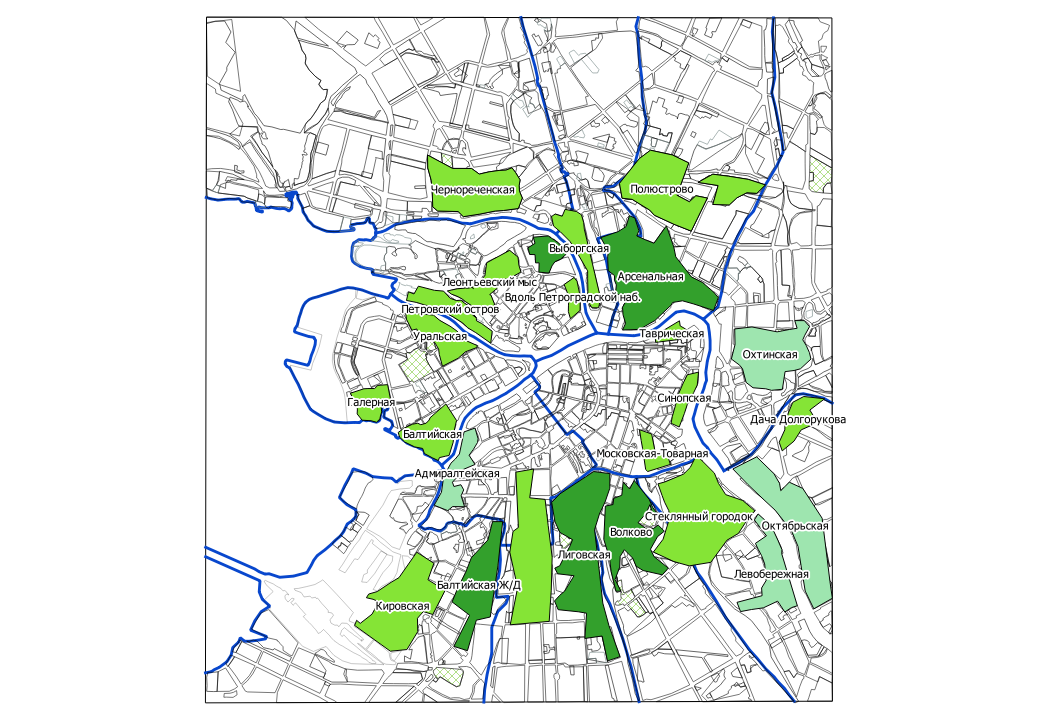 Чернореченская
Полюстрово
Выборгская
Арсенальная
Леонтьевский мыс
Вдоль Петроградской наб.
Петровский остров
Уральская
Таврическая
Охтинская
Галерная
Синопская
Дача Долгорукова
Балтийская
Московская-Товарная
Адмиралтейская
Стеклянный городок
Октябрьская
Волково
Лиговская
Левобережная
Балтийская Ж/Д
Кировская